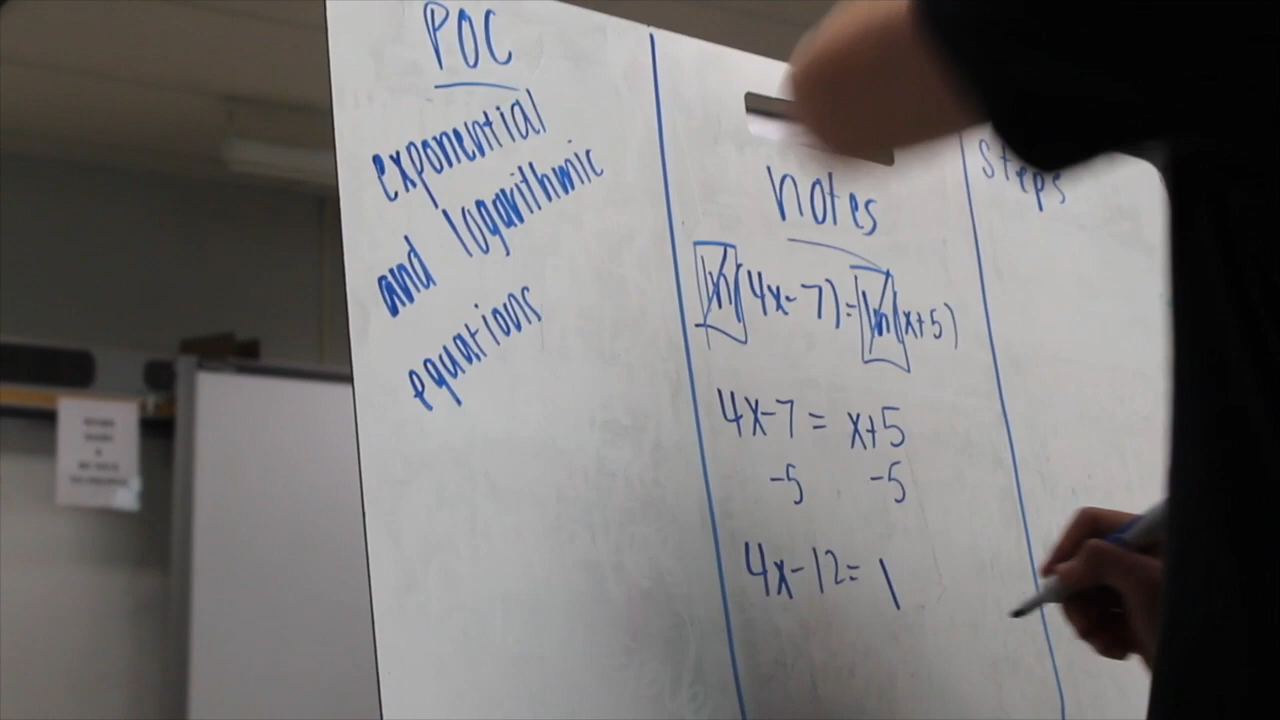 POC
exponential
and logarithmic
equations
notes
ln(4x-7)=ln(x+5)
4x-7 = x+5
-5 -5
4x-12= \
steps